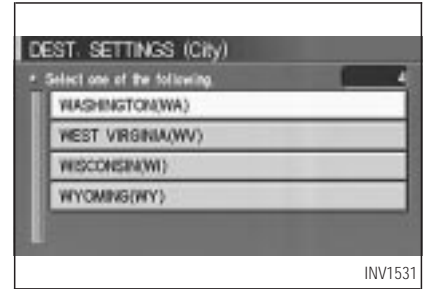 DEST. SETTINGS (City)
• Select one of the following. 4
WASHINGTON(WA)
WEST VIRGINIA(WV)
WISCONSIN(WI)
WYOMING(WY)
INV1531